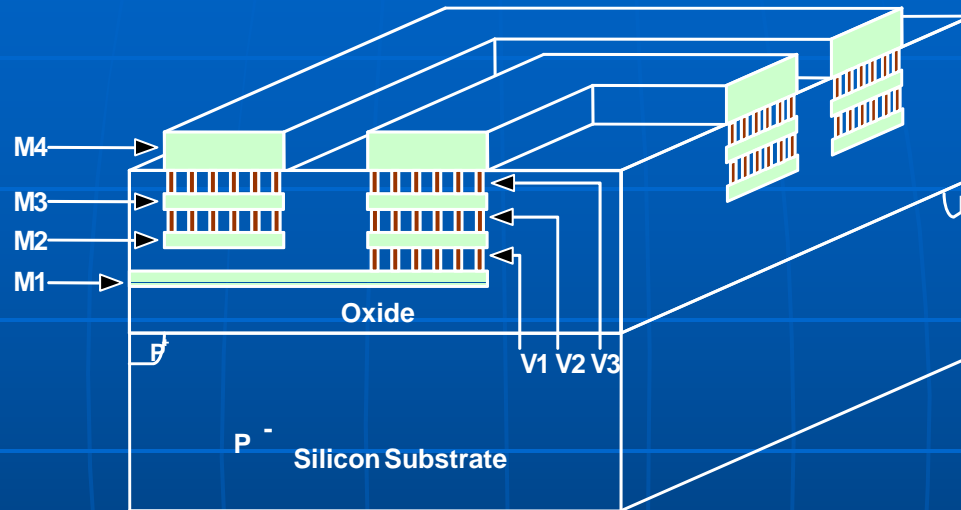 M4
M3
M2
M1
Oxide
P+
V1 V2 V3
P -
Silicon Substrate